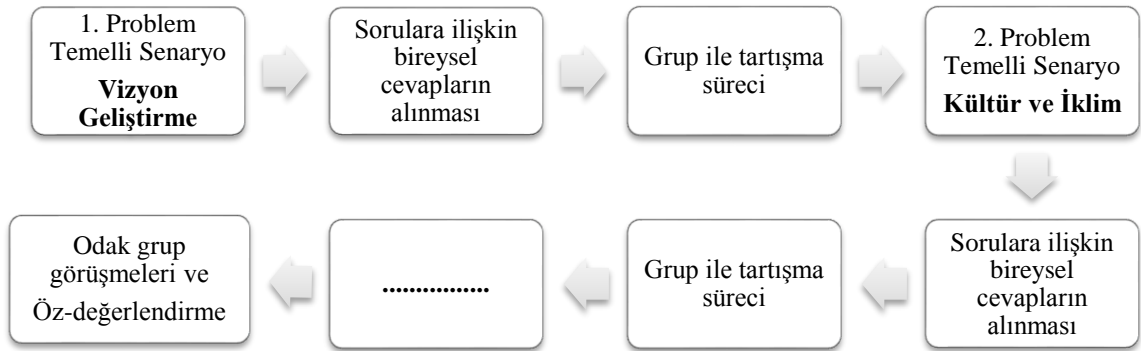 1. Problem
Temelli Senaryo
Vizyon
Geliştirme
Sorulara ilişkin
bireysel
cevapların
alınması
Grup ile tartışma
süreci
2. Problem
Temelli Senaryo
Kültür ve İklim
Sorulara ilişkin
bireysel
cevapların
alınması
Grup ile tartışma
süreci
................
Odak grup
görüşmeleri ve
Öz-değerlendirme